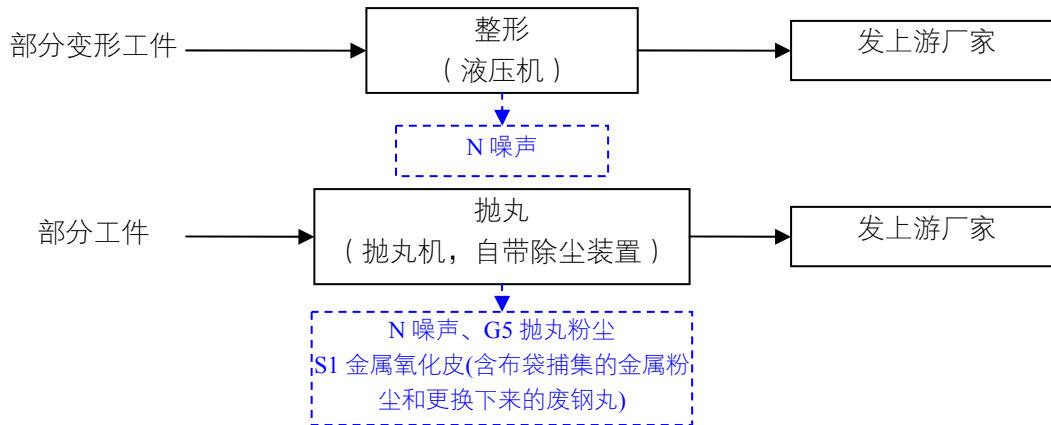 部分变形工件
整形
（液压机）
发上游厂家
N 噪声
部分工件
抛丸
（抛丸机，自带除尘装置）
发上游厂家
N 噪声、G5 抛丸粉尘
S1 金属氧化皮(含布袋捕集的金属粉
尘和更换下来的废钢丸)